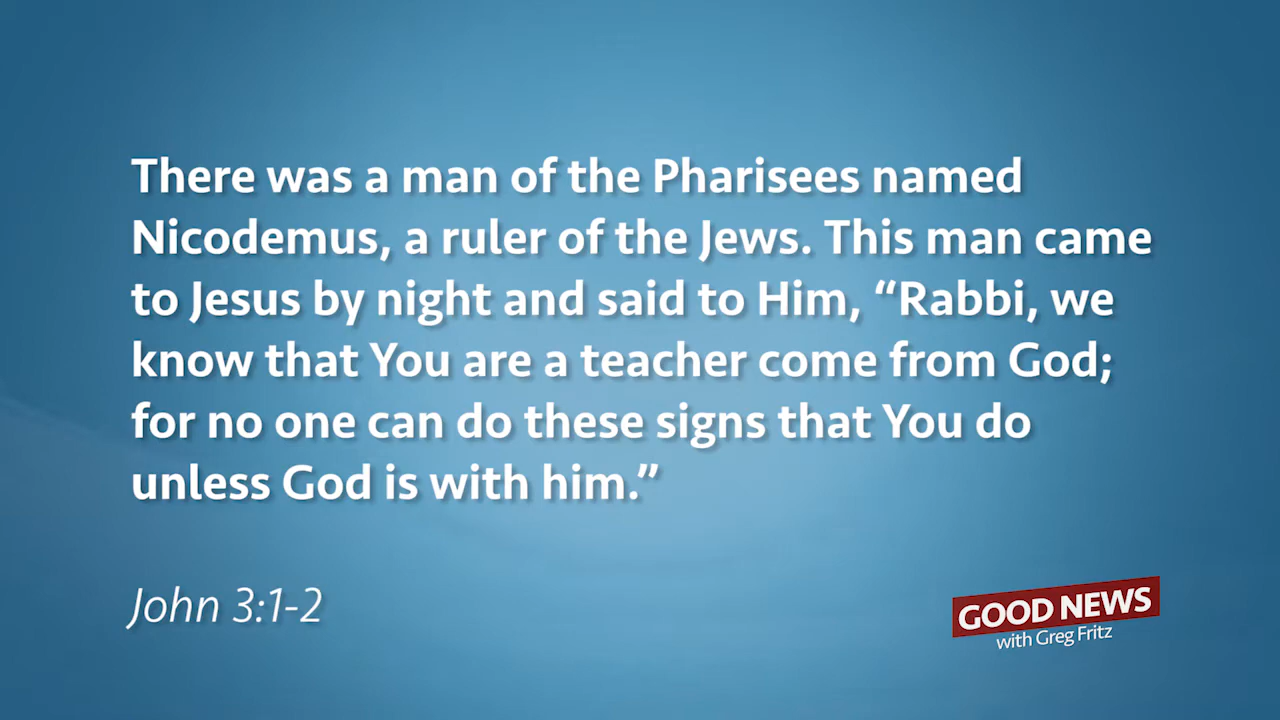 There was a man of the Pharisees named
Nicodemus, a ruler of the Jews. This man came
to Jesus by night and said to Him, “Rabbi, we
know that You are a teacher come from God;
for no one can do these signs that You do
unless God is with him.”
John 3:1-2
GOOD NEWS
with Greg Fritz